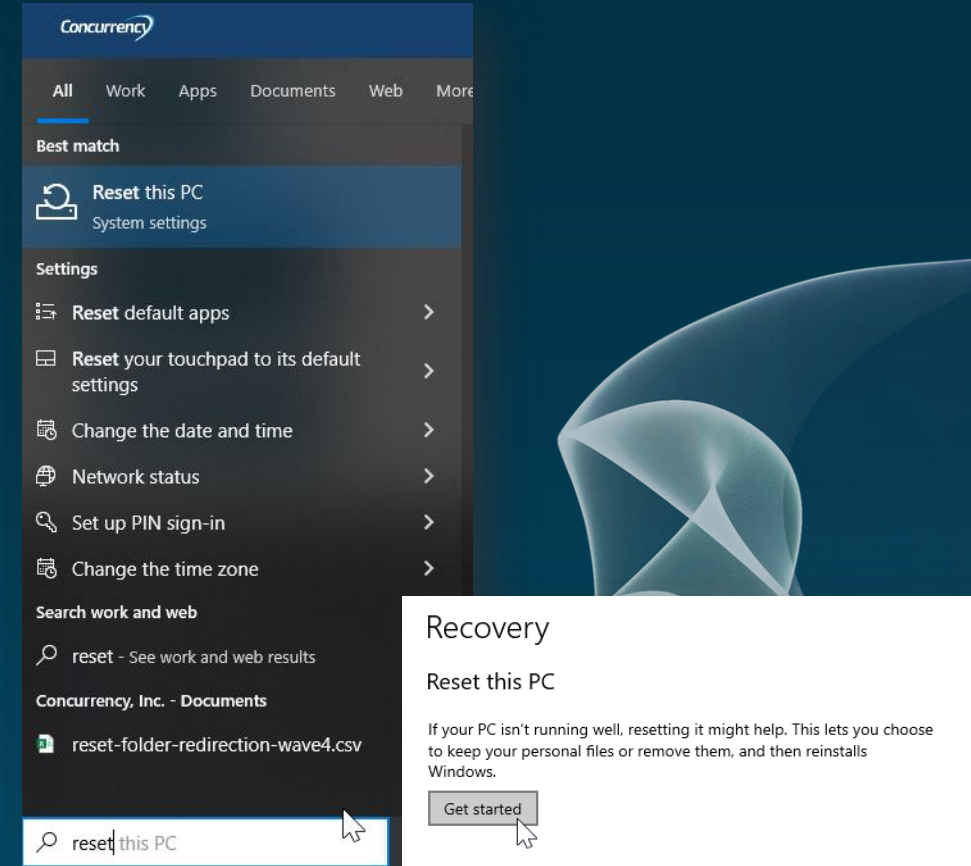 Concurrency
All Work Apps Documents Web More
Best match
Reset this PC
System settings
Settings
Reset default apps
Reset your touchpad to its default
settings
Change the date and time
Network status
Set up PIN sign-in
Change the time zone
Search work and web
reset - See work and web results
Concurrency, Inc. - Documents
reset-folder-redirection-wave4.csv
reset this PC
Recovery
Reset this PC
If your PC isn't running well, resetting it might help. This lets you choose
to keep your personal files or remove them, and then reinstalls
Windows.
Get started